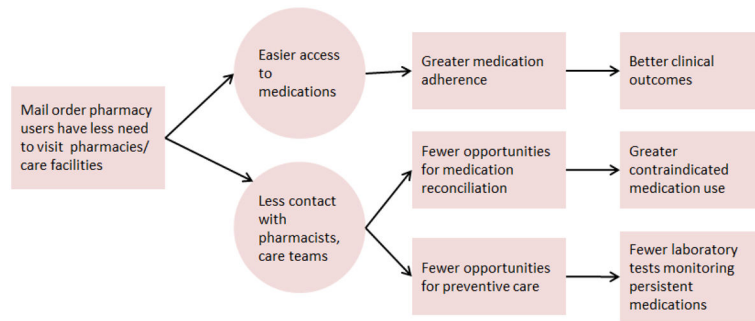 Mail order pharmacy
users have less need
to visit  pharmacies/
care facilities
Easier access
to
medications
Greater medication
adherence
Better clinical
outcomes
Less contact
with
pharmacists,
care teams
Fewer opportunities
for medication
reconciliation
Greater
contraindicated
medication use
Fewer opportunities
for preventive care
Fewer laboratory
tests monitoring
persistent
medications